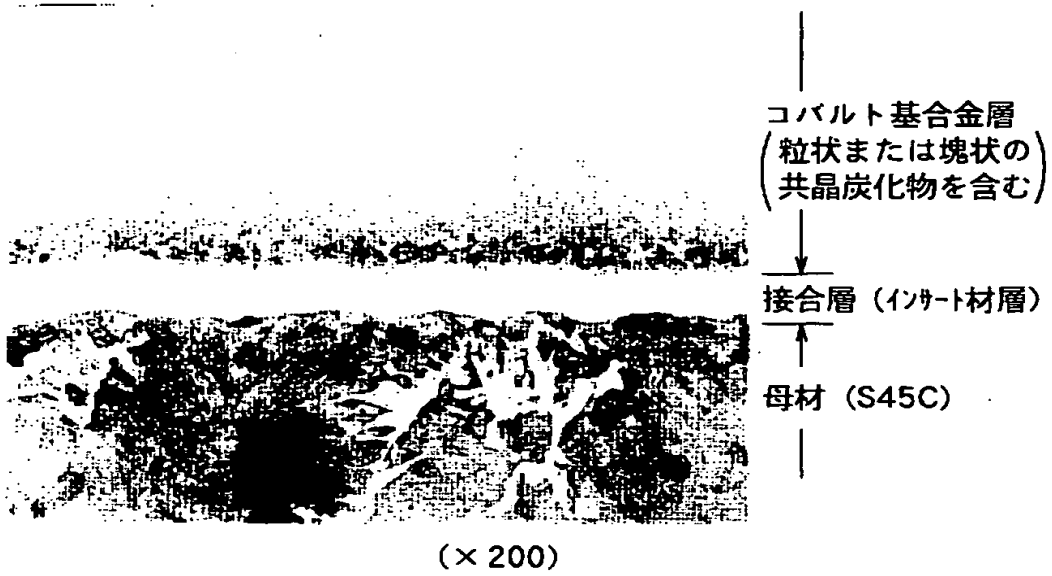 コバルト基合金層
(粒状または塊状の
共晶炭化物を含む)
接合層 (インサート材層)
母材 (S45C)
(×200)